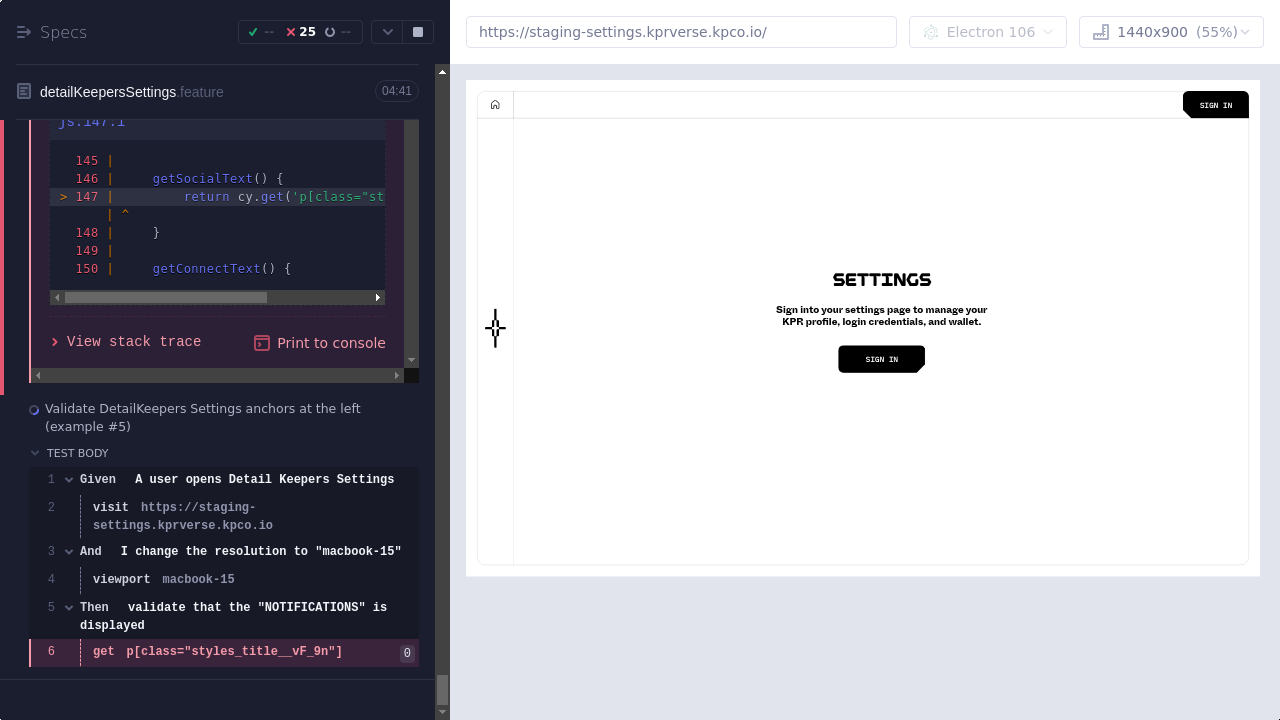 Specs
-- 25 --
https://staging-settings.kprverse.kpco.io/
Electron 106
1440x900 (55%)
detailKeepersSettings.feature
04:41
js:147:1
145 |
146 | getSocialText() {
> 147 | return cy.get('p[class="st
| ^
148 | }
149 |
150 | getConnectText() {
View stack trace
Print to console
Validate DetailKeepers Settings anchors at the left
(example #5)
TEST BODY
1 Given A user opens Detail Keepers Settings
2 visit https://staging-
settings.kprverse.kpco.io
3 And I change the resolution to "macbook-15"
4 viewport macbook-15
5 Then validate that the "NOTIFICATIONS" is
displayed
6 get p[class="styles_title__vF_9n"] 0
SIGN IN
SETTINGS
Sign into your settings page to manage your
KPR profile, login credentials, and wallet.
SIGN IN